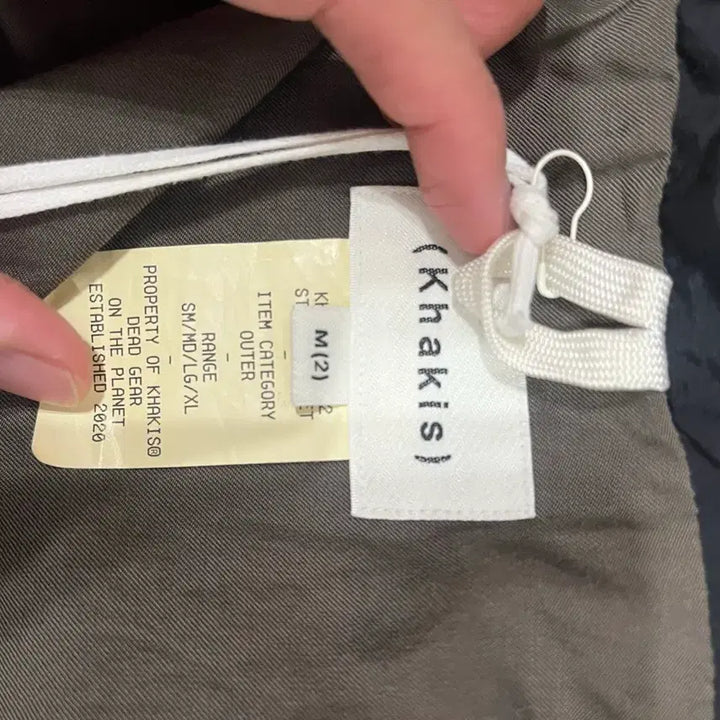 (Khakis)
M(2)
-
ITEM CATEGORY
OUTER
-
RANGE
SM/MD/LG/XL
-
PROPERTY OF KHAKIS®
DEAD GEAR
ON THE PLANET
ESTABLISHED 2020